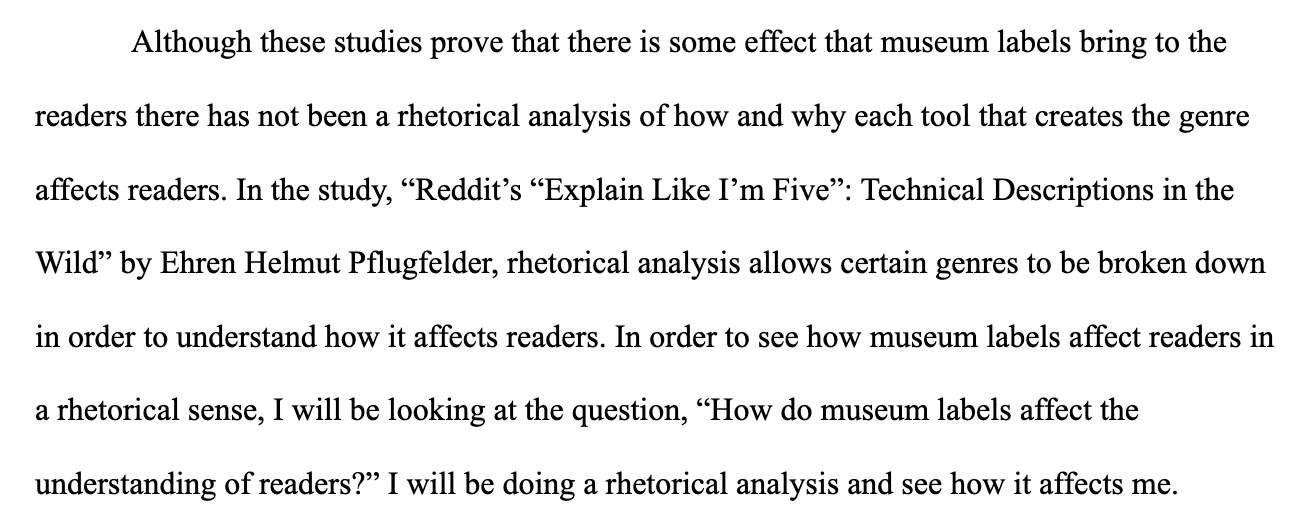 Although these studies prove that there is some effect that museum labels bring to the
readers there has not been a rhetorical analysis of how and why each tool that creates the genre
affects readers. In the study, “Reddit’s “Explain Like I’m Five”: Technical Descriptions in the
Wild” by Ehren Helmut Pflugfelder, rhetorical analysis allows certain genres to be broken down
in order to understand how it affects readers. In order to see how museum labels affect readers in
a rhetorical sense, I will be looking at the question, “How do museum labels affect the
understanding of readers?” I will be doing a rhetorical analysis and see how it affects me.